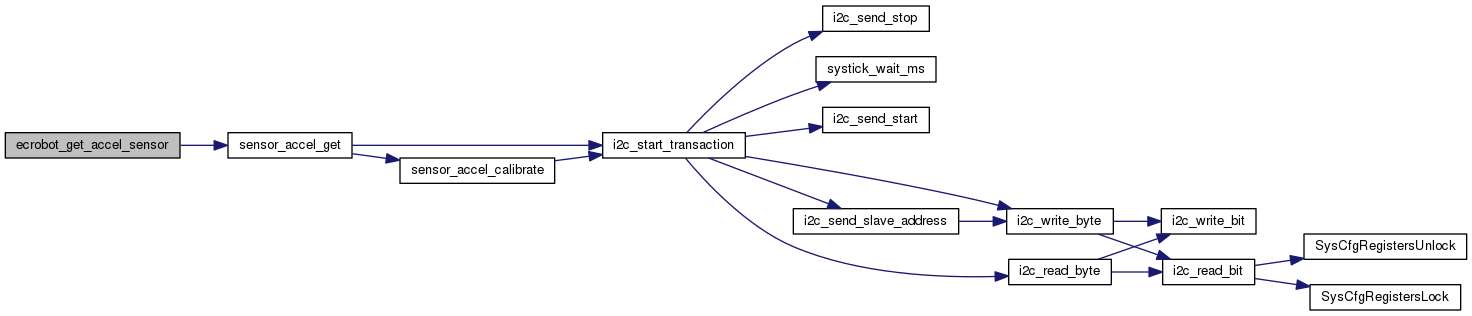 ecrobot_get_accel_sensor
sensor_accel_get
sensor_accel_calibrate
i2c_start_transaction
i2c_send_stop
systick_wait_ms
i2c_send_start
i2c_send_slave_address
i2c_write_byte
i2c_read_byte
i2c_write_bit
i2c_read_bit
SysCfgRegistersUnlock
SysCfgRegistersLock